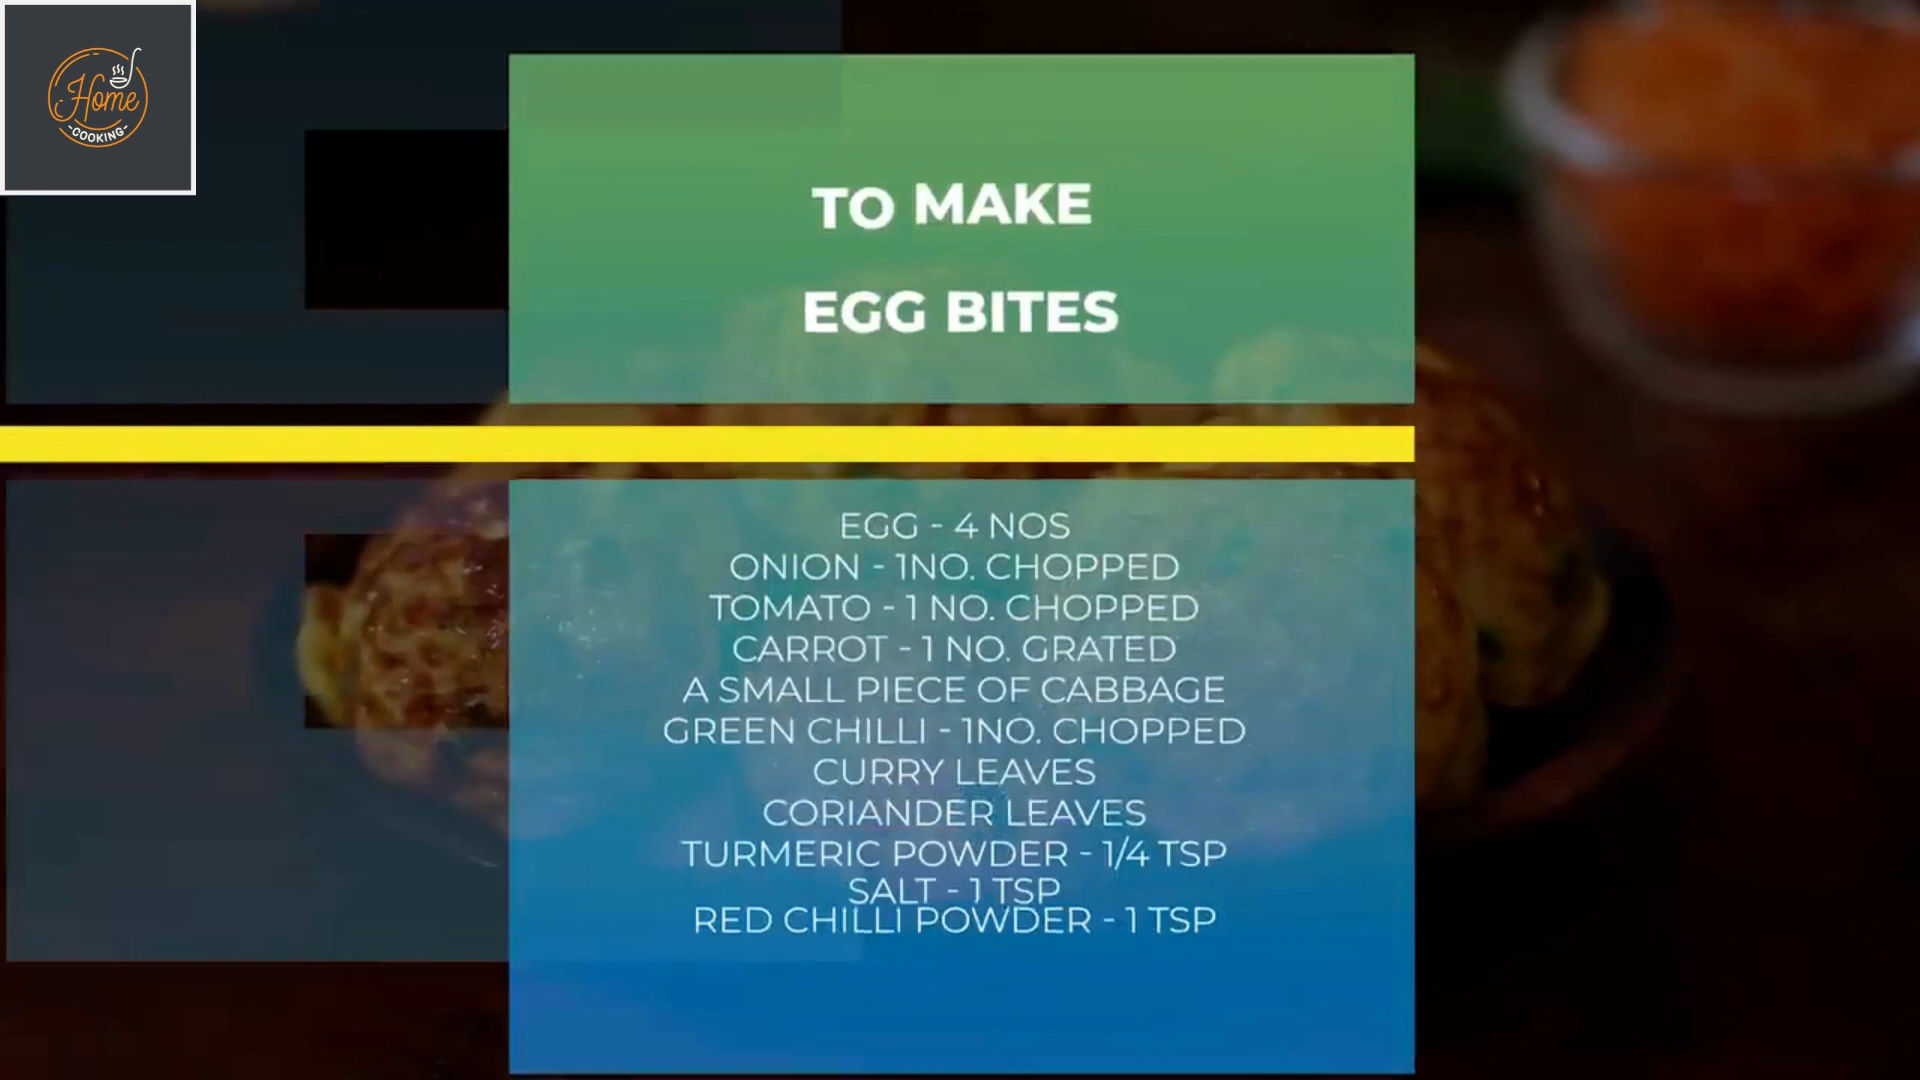 Home
-COOKING-
TO MAKE
EGG BITES
EGG - 4 NOS
ONION - 1NO. CHOPPED
TOMATO - 1 NO. CHOPPED
CARROT - 1 NO. GRATED
A SMALL PIECE OF CABBAGE
GREEN CHILLI - 1NO. CHOPPED
CURRY LEAVES
CORIANDER LEAVES
TURMERIC POWDER - 1/4 TSP
SALT - 1 TSP
RED CHILLI POWDER - 1 TSP